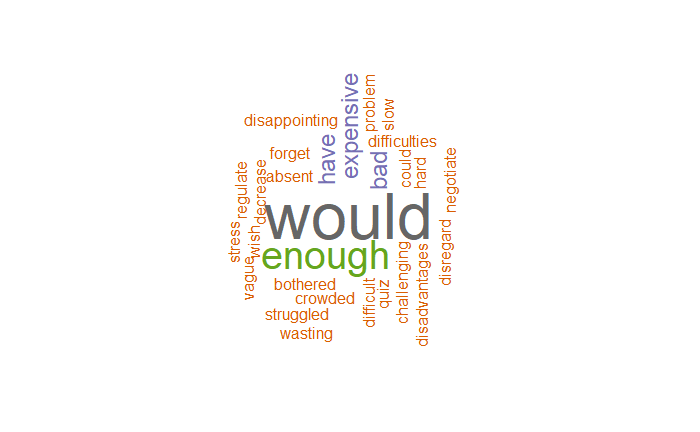 expensive
problem
slow
disappointing
difficulties
have
forget
bad
could
hard
negotiate
absent
decrease
regulate
would
stress
wish
enough
disregard
vague
challenging
disadvantages
bothered
difficult
quiz
crowded
struggled
wasting